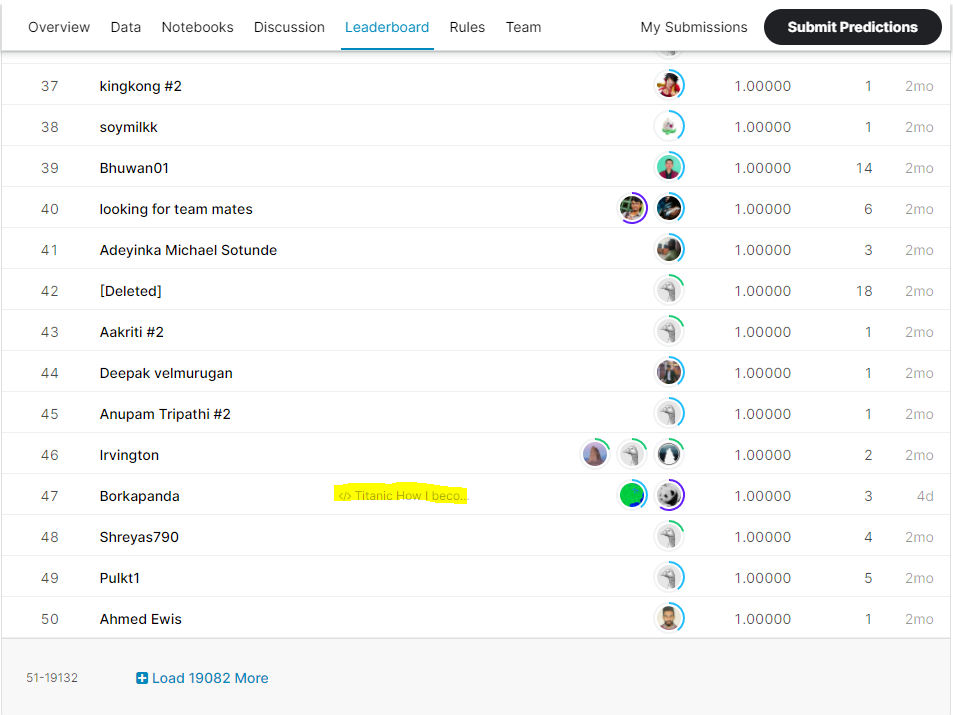 Overview Data Notebooks Discussion Leaderboard Rules Team My Submissions Submit Predictions
37 kingkong #2 1.00000 1 2mo
38 soymilkk 1.00000 1 2mo
39 Bhuwan01 1.00000 14 2mo
40 looking for team mates 1.00000 6 2mo
41 Adeyinka Michael Sotunde 1.00000 3 2mo
42 [Deleted] 1.00000 18 2mo
43 Aakriti #2 1.00000 1 2mo
44 Deepak velmurugan 1.00000 1 2mo
45 Anupam Tripathi #2 1.00000 1 2mo
46 Irvington 1.00000 2 2mo
47 Borkapanda </> Titanic How I beco... 1.00000 3 4d
48 Shreyas790 1.00000 4 2mo
49 Pulkt1 1.00000 5 2mo
50 Ahmed Ewis 1.00000 1 2mo
51-19132 Load 19082 More